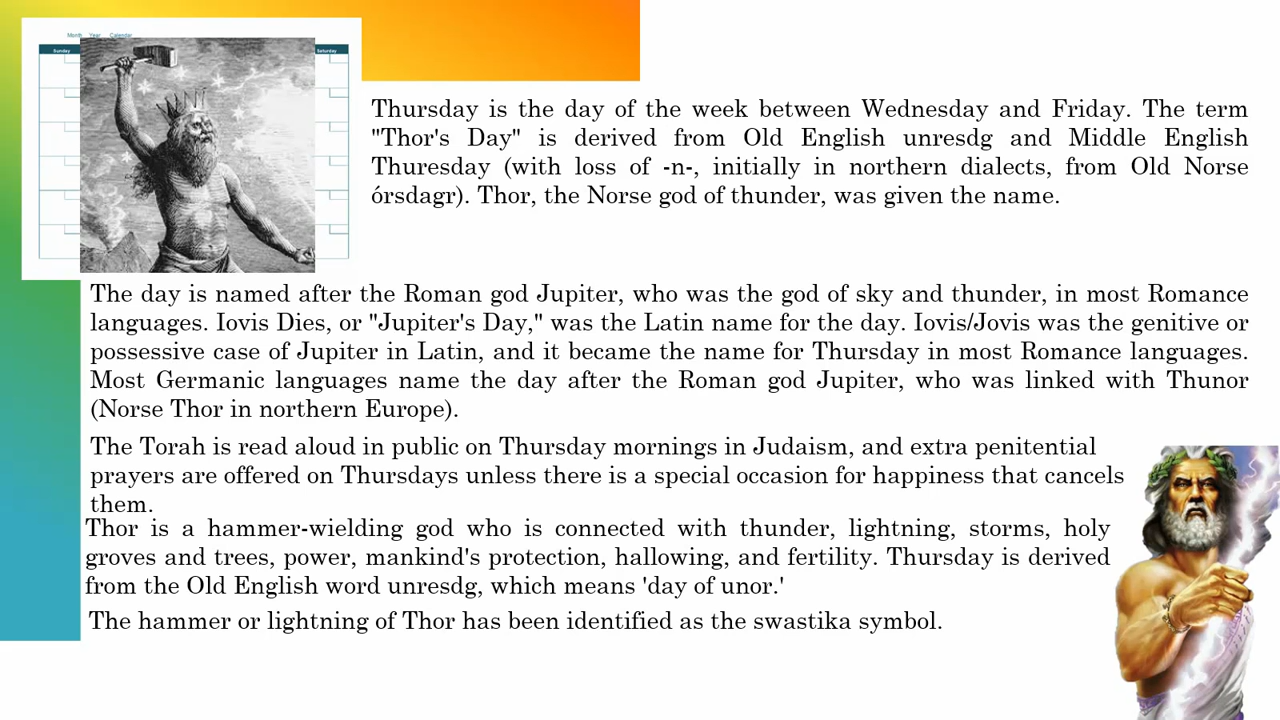 Month Year Calendar
Sunday
Saturday
Thursday is the day of the week between Wednesday and Friday. The term
"Thor's Day" is derived from Old English unresdg and Middle English
Thuresday (with loss of -n-, initially in northern dialects, from Old Norse
órsdagr). Thor, the Norse god of thunder, was given the name.
The day is named after the Roman god Jupiter, who was the god of sky and thunder, in most Romance
languages. Iovis Dies, or "Jupiter's Day," was the Latin name for the day. Iovis/Jovis was the genitive or
possessive case of Jupiter in Latin, and it became the name for Thursday in most Romance languages.
Most Germanic languages name the day after the Roman god Jupiter, who was linked with Thunor
(Norse Thor in northern Europe).
The Torah is read aloud in public on Thursday mornings in Judaism, and extra penitential
prayers are offered on Thursdays unless there is a special occasion for happiness that cancels
them.
Thor is a hammer-wielding god who is connected with thunder, lightning, storms, holy
groves and trees, power, mankind's protection, hallowing, and fertility. Thursday is derived
from the Old English word unresdg, which means 'day of unor.'
The hammer or lightning of Thor has been identified as the swastika symbol.